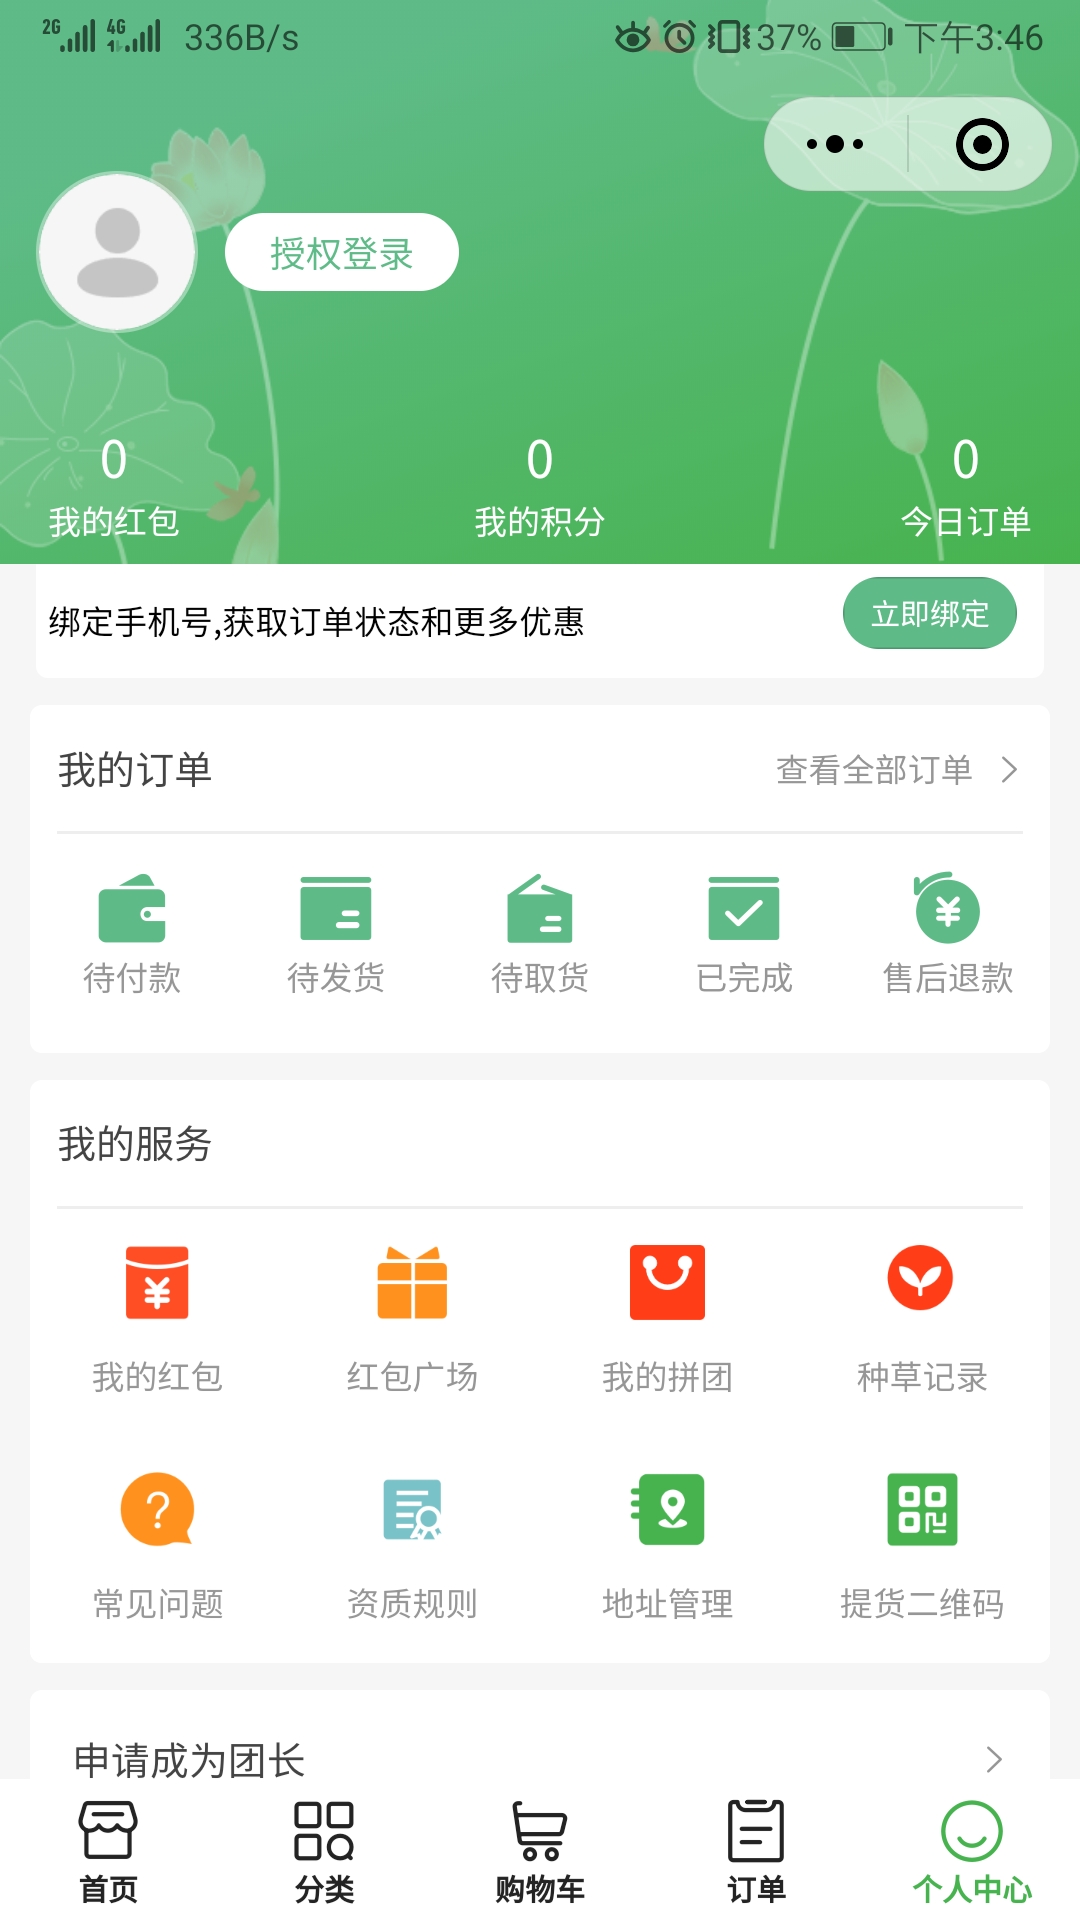 2G 4G 336B/s 37% 下午3:46
授权登录
0 0 0
我的红包 我的积分 今日订单
绑定手机号,获取订单状态和更多优惠 立即绑定
我的订单 查看全部订单
待付款 待发货 待取货 已完成 售后退款
我的服务
我的红包 红包广场 我的拼团 种草记录
常见问题 资质规则 地址管理 提货二维码
申请成为团长
首页 分类 购物车 订单 个人中心